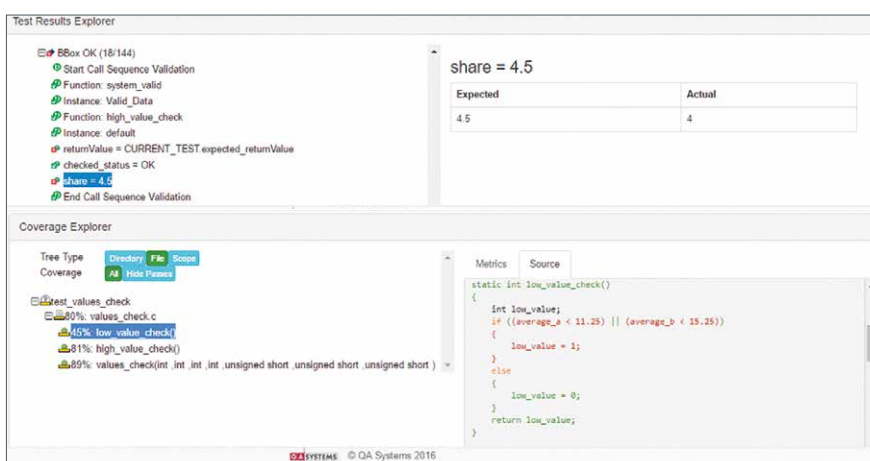 Test Results Explorer
BBox OK (18/144)
Start Call Sequence Validation
Function: system_valid
Instance: Valid_Data
Function: high_value_check
Instance: default
returnValue = CURRENT_TEST.expected_returnValue
checked_status = OK
share = 4.5
End Call Sequence Validation
share = 4.5
Expected Actual
4.5 4
Coverage Explorer
Tree Type Directory File Scope
Coverage All Hide Passes
test_values_check
80%: values_check.c
45%: low_value_check()
81%: high_value_check()
89%: values_check(int ,int ,int ,int ,unsigned short ,unsigned short ,unsigned short )
Metrics Source
static int low_value_check()
{
int low_value;
if ((average_a < 11.25) || (average_b < 15.25))
{
low_value = 1;
}
else
{
low_value = 0;
}
return low_value;
}
QA SYSTEMS © QA Systems 2016